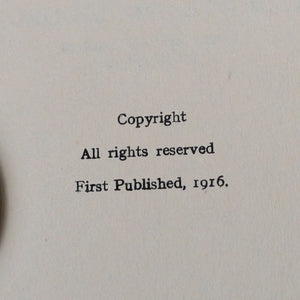 Copyright
All rights reserved
First Published, 1916.